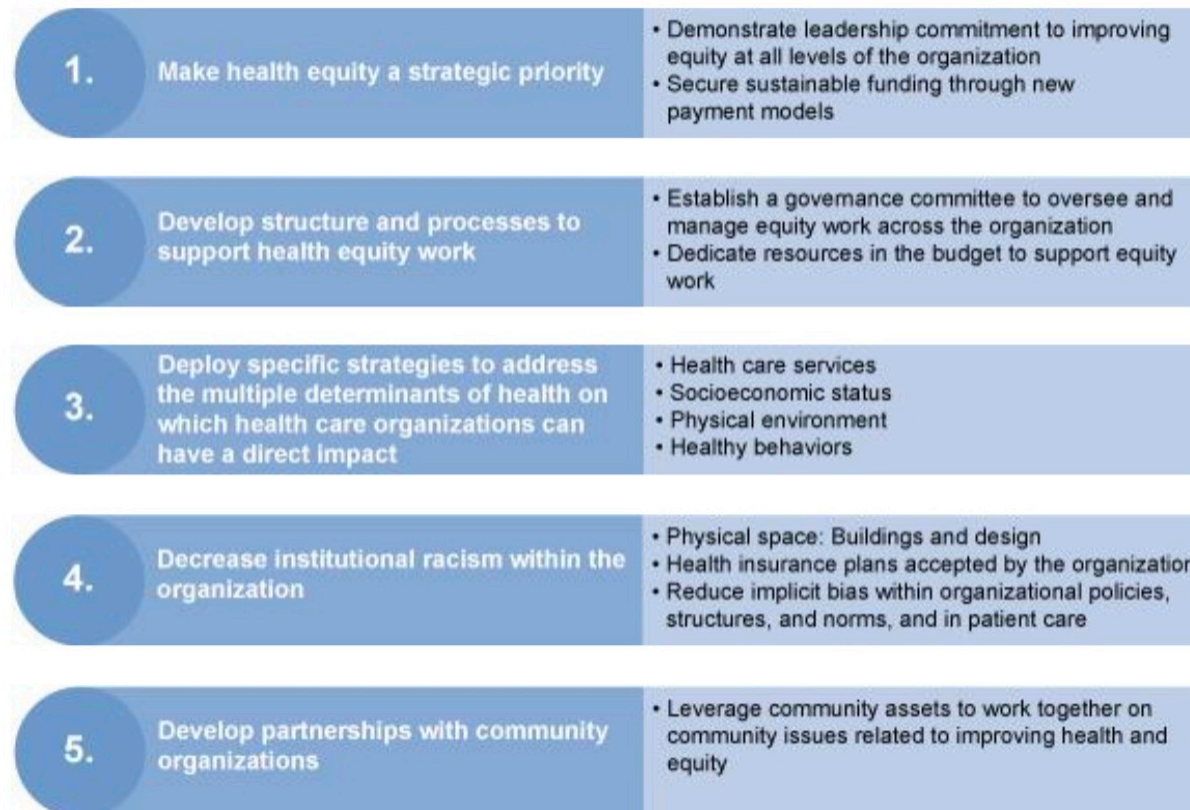 1.
Make health equity a strategic priority
• Demonstrate leadership commitment to improving
equity at all levels of the organization
• Secure sustainable funding through new
payment models
2.
Develop structure and processes to
support health equity work
• Establish a governance committee to oversee and
manage equity work across the organization
• Dedicate resources in the budget to support equity
work
3.
Deploy specific strategies to address
the multiple determinants of health on
which health care organizations can
have a direct impact
• Health care services
• Socioeconomic status
• Physical environment
• Healthy behaviors
4.
Decrease institutional racism within the
organization
• Physical space: Buildings and design
• Health insurance plans accepted by the organization
• Reduce implicit bias within organizational policies,
structures, and norms, and in patient care
5.
Develop partnerships with community
organizations
• Leverage community assets to work together on
community issues related to improving health and
equity